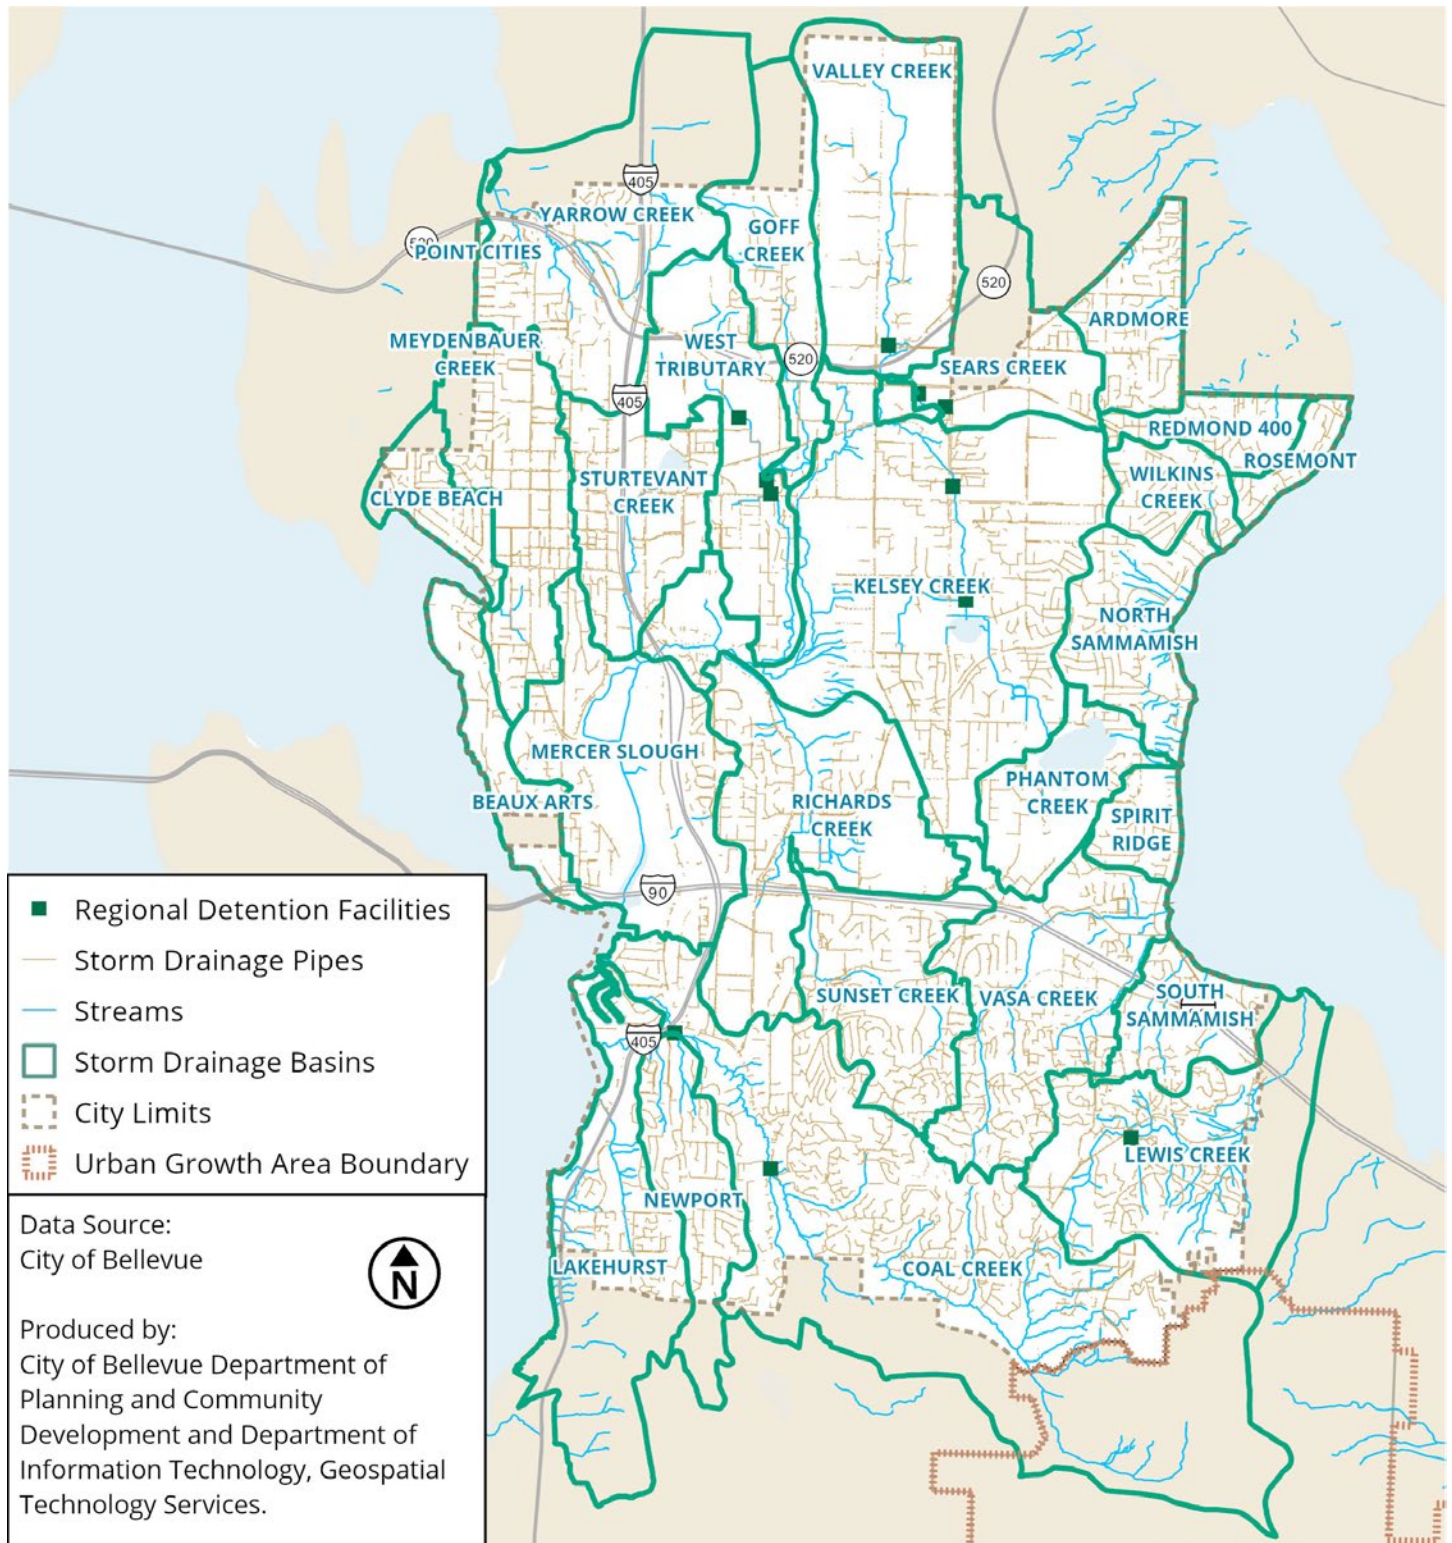 VALLEY CREEK
405
YARROW CREEK
GOFF
CREEK
520
POINT CITIES
520
ARDMORE
MEYDENBAUER
CREEK
WEST
TRIBUTARY
520
SEARS CREEK
405
REDMOND 400
ROSEMONT
WILKINS
CREEK
CLYDE BEACH
STURTEVANT
CREEK
KELSEY CREEK
NORTH
SAMMAMISH
MERCER SLOUGH
BEAUX ARTS
RICHARDS
CREEK
PHANTOM
CREEK
SPIRIT
RIDGE
90
SUNSET CREEK
VASA CREEK
SOUTH
SAMMAMISH
405
LEWIS CREEK
NEWPORT
LAKEHURST
COAL CREEK
Regional Detention Facilities
Storm Drainage Pipes
Streams
Storm Drainage Basins
City Limits
Urban Growth Area Boundary
Data Source:
City of Bellevue
N
Produced by:
City of Bellevue Department of
Planning and Community
Development and Department of
Information Technology, Geospatial
Technology Services.